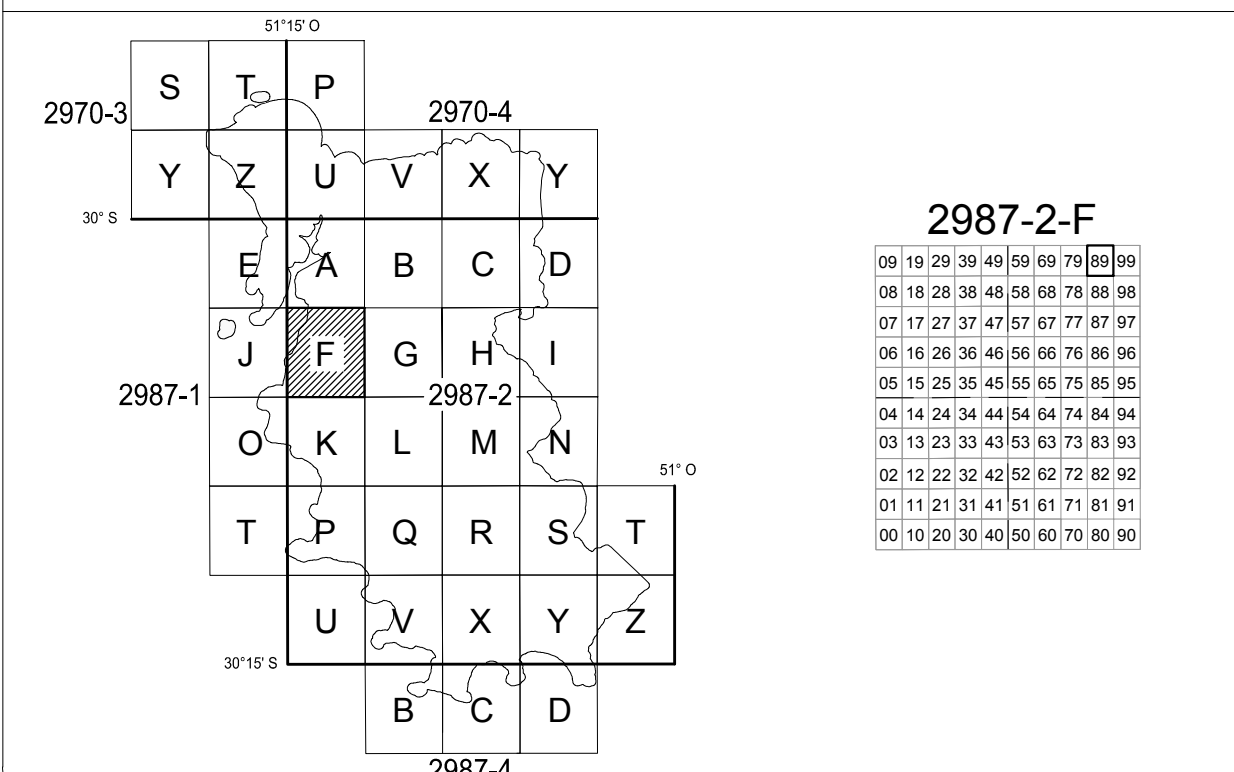 51°15' O
S T P
2970-3
2970-4
Y Z U V X Y
30° S
E A B C D
J F G H I
2987-1
2987-2
O K L M N
51° O
T P Q R S T
U V X Y Z
30°15' S
B C D
2987-4
2987-2-F
09 19 29 39 49 59 69 79 89 99
08 18 28 38 48 58 68 78 88 98
07 17 27 37 47 57 67 77 87 97
06 16 26 36 46 56 66 76 86 96
05 15 25 35 45 55 65 75 85 95
04 14 24 34 44 54 64 74 84 94
03 13 23 33 43 53 63 73 83 93
02 12 22 32 42 52 62 72 82 92
01 11 21 31 41 51 61 71 81 91
00 10 20 30 40 50 60 70 80 90